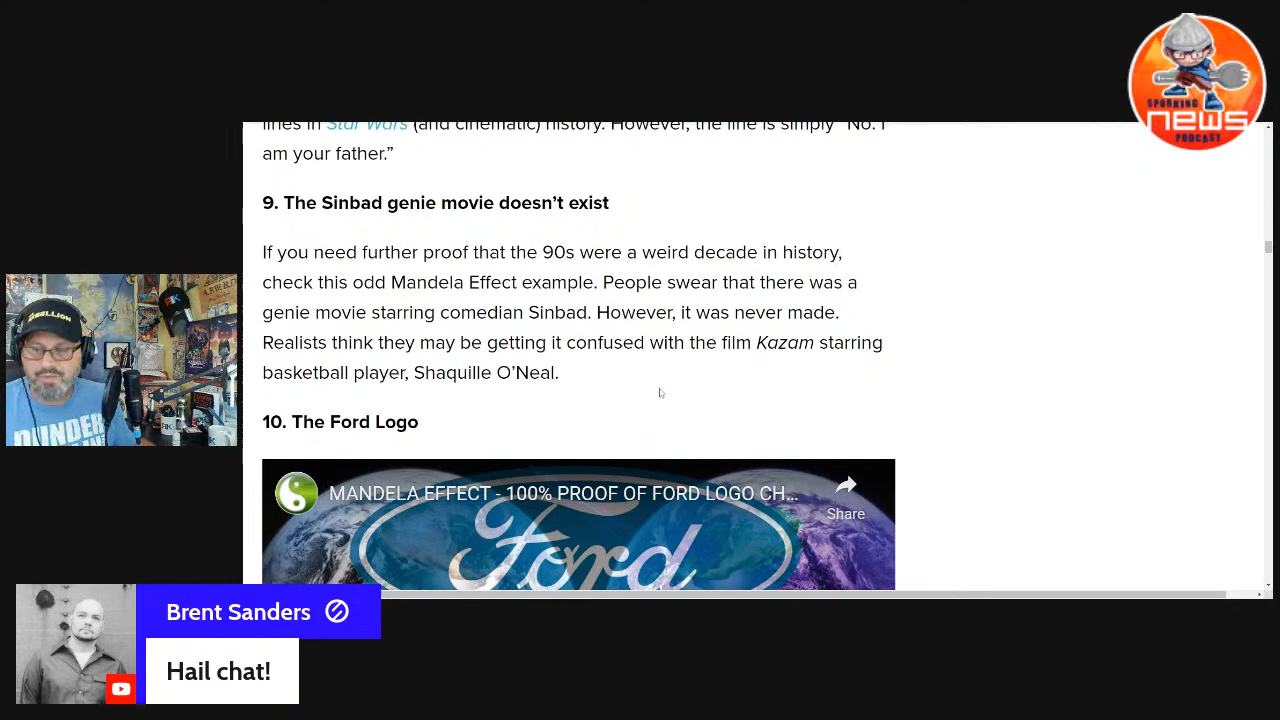 SPORKING
NEWS
PODCAST
lines in Star Wars (and cinematic) history. However, the line is simply “No. I
am your father.”
9. The Sinbad genie movie doesn’t exist
If you need further proof that the 90s were a weird decade in history,
check this odd Mandela Effect example. People swear that there was a
genie movie starring comedian Sinbad. However, it was never made.
Realists think they may be getting it confused with the film Kazam starring
basketball player, Shaquille O’Neal.
10. The Ford Logo
MANDELA EFFECT - 100% PROOF OF FORD LOGO CH...
Share
Ford
DUNDER
Brent Sanders
Hail chat!